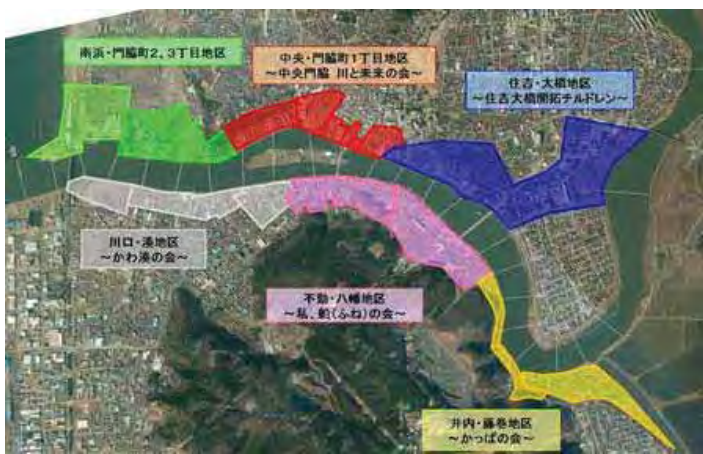 南浜・門脇町2、3丁目地区
中央・門脇町1丁目地区
～中央門脇 川と未来の会～
住吉・大橋地区
～住吉大橋開拓チルドレン～
川口・湊地区
～かわ湊の会～
不動・八幡地区
～私、船(ふね)の会～
井内・藤巻地区
～かっぱの会～